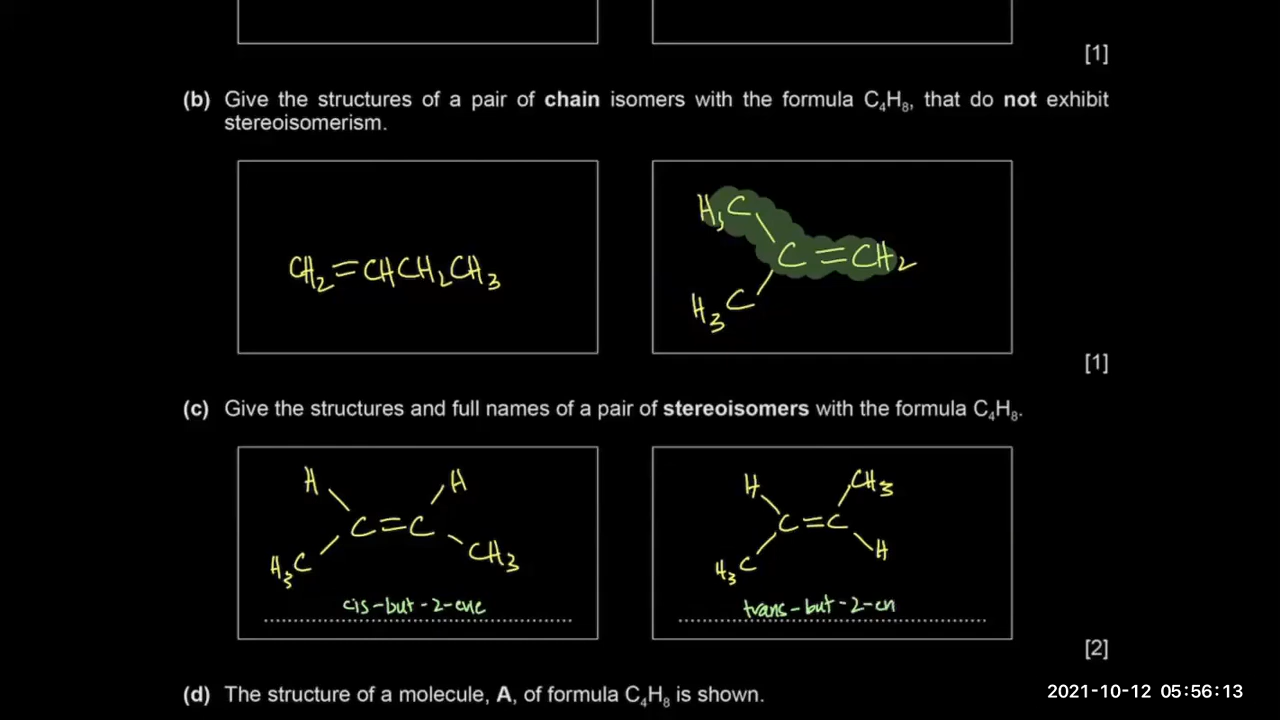 [1]
(b) Give the structures of a pair of chain isomers with the formula C₄H₈, that do not exhibit
stereoisomerism.
CH₂=CHCH₂CH₃
H₃C
C=CH₂
H₃C
[1]
(c) Give the structures and full names of a pair of stereoisomers with the formula C₄H₈.
H H
C=C
H₃C CH₃
cis-but-2-ene
H CH₃
C=C
H₃C H
trans-but-2-en
[2]
(d) The structure of a molecule, A, of formula C₄H₈ is shown.
2021-10-12 05:56:13